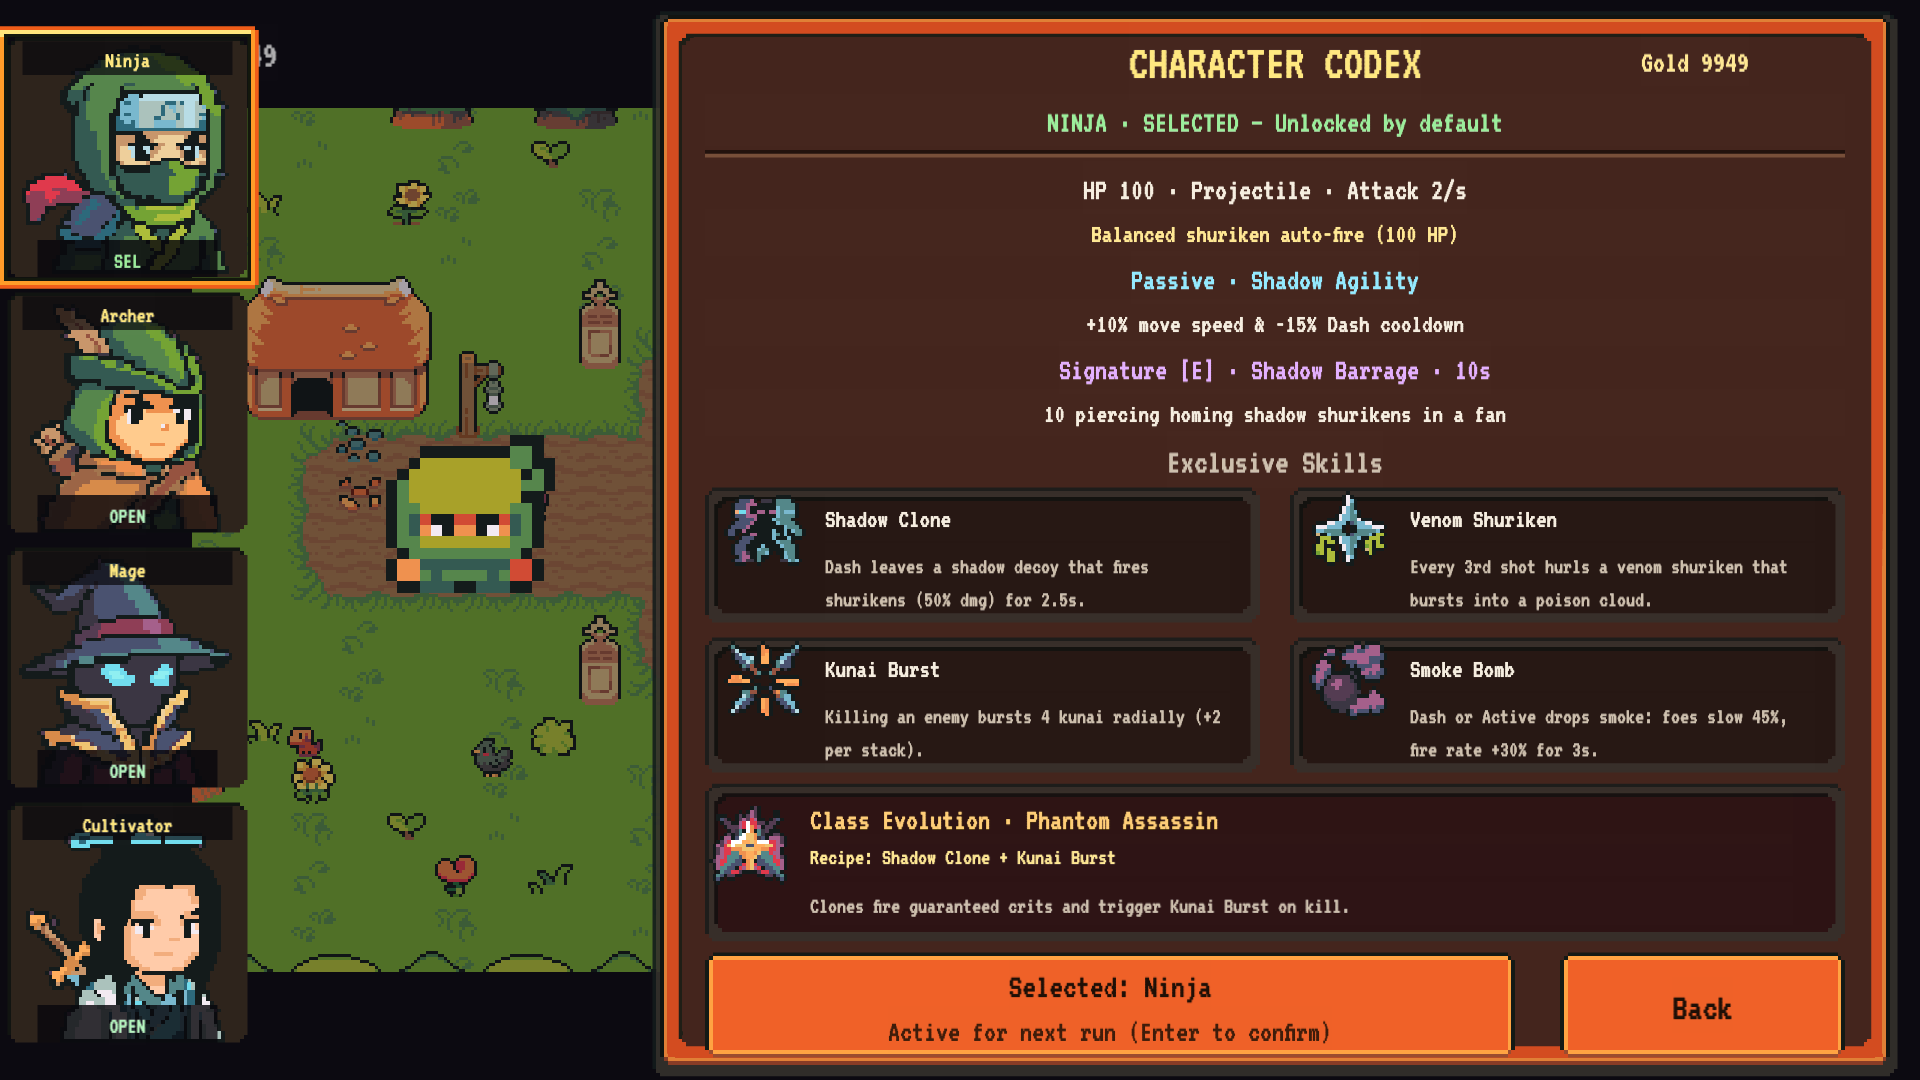 Ninja
SEL
Archer
OPEN
Mage
OPEN
Cultivator
OPEN
CHARACTER CODEX
Gold 9949
NINJA · SELECTED – Unlocked by default
HP 100 · Projectile · Attack 2/s
Balanced shuriken auto-fire (100 HP)
Passive · Shadow Agility
+10% move speed & -15% Dash cooldown
Signature [E] · Shadow Barrage · 10s
10 piercing homing shadow shurikens in a fan
Exclusive Skills
Shadow Clone
Dash leaves a shadow decoy that fires
shurikens (50% dmg) for 2.5s.
Venom Shuriken
Every 3rd shot hurls a venom shuriken that
bursts into a poison cloud.
Kunai Burst
Killing an enemy bursts 4 kunai radially (+2
per stack).
Smoke Bomb
Dash or Active drops smoke: foes slow 45%,
fire rate +30% for 3s.
Class Evolution · Phantom Assassin
Recipe: Shadow Clone + Kunai Burst
Clones fire guaranteed crits and trigger Kunai Burst on kill.
Selected: Ninja
Active for next run (Enter to confirm)
Back